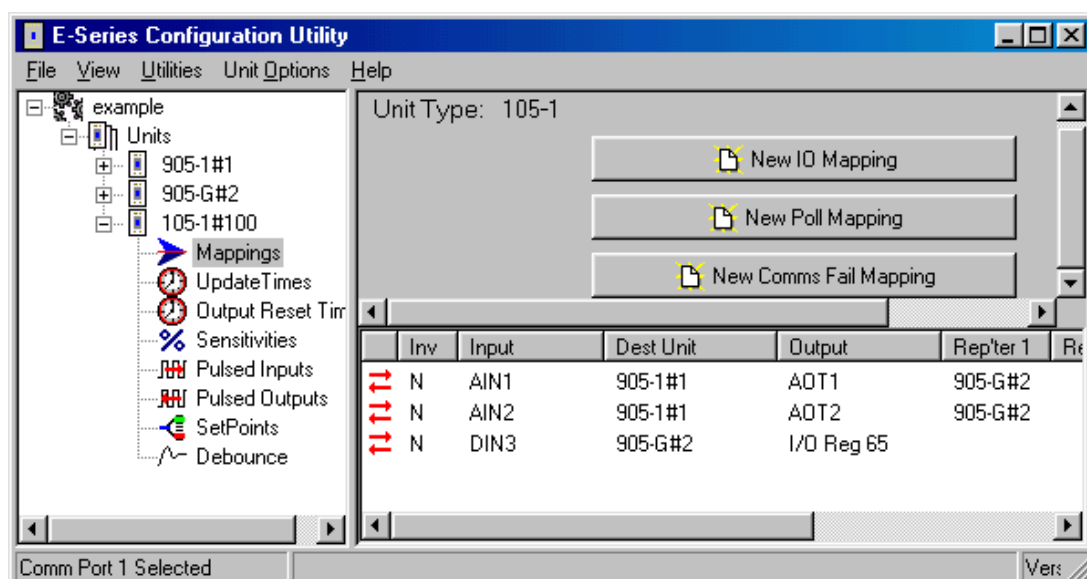 E-Series Configuration Utility
File View Utilities Unit Options Help
example
Units
905-1#1
905-G#2
105-1#100
Mappings
UpdateTimes
Output Reset Tim
Sensitivities
Pulsed Inputs
Pulsed Outputs
SetPoints
Debounce
Unit Type: 105-1
New IO Mapping
New Poll Mapping
New Comms Fail Mapping
Inv Input Dest Unit Output Rep'ter 1 Re
N AIN1 905-1#1 AOT1 905-G#2
N AIN2 905-1#1 AOT2 905-G#2
N DIN3 905-G#2 I/O Reg 65
Comm Port 1 Selected
Vers